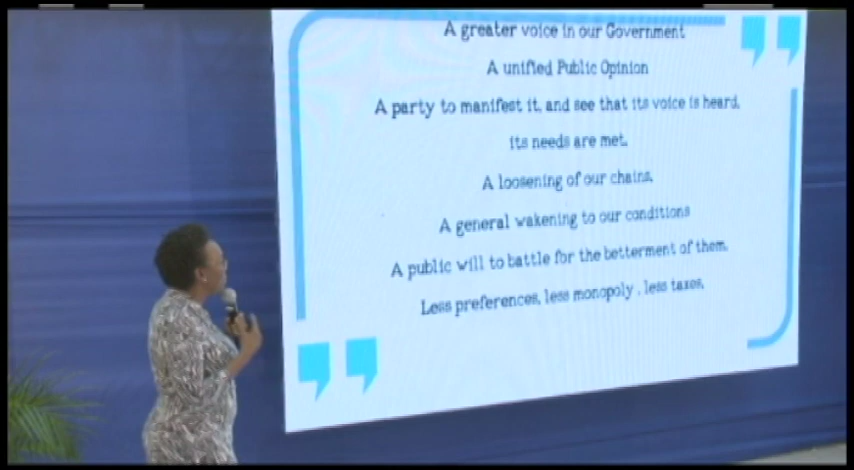 A greater voice in our Government
A unified Public Opinion
A party to manifest it, and see that its voice is heard,
its needs are met.
A loosening of our chains,
A general wakening to our conditions
A public will to battle for the betterment of them.
Less preferences, less monopoly , less taxes,